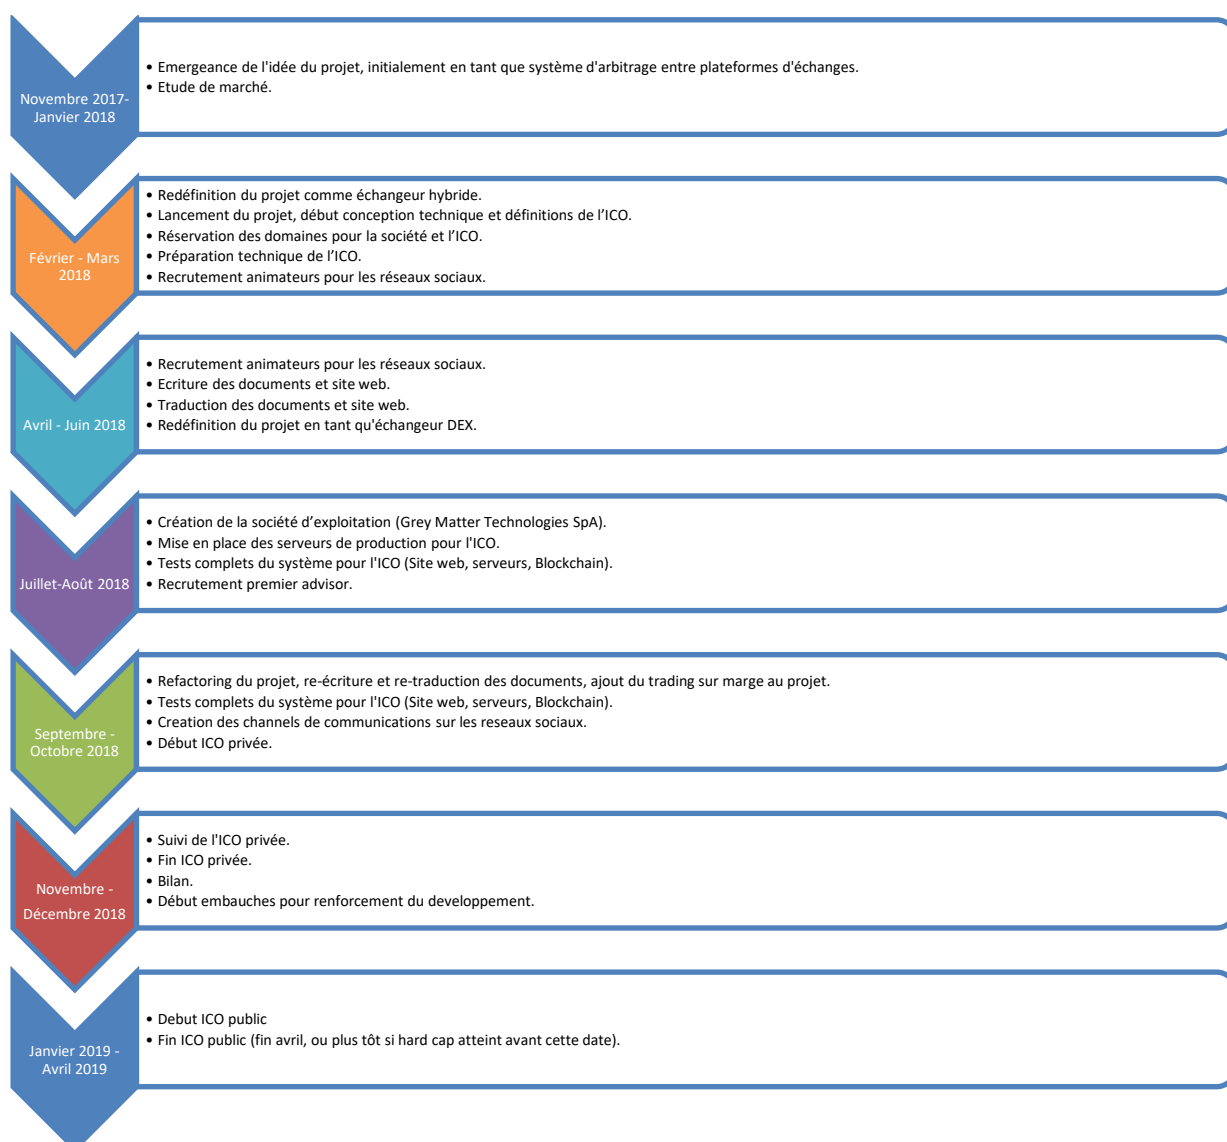 Novembre 2017-
Janvier 2018
• Emergeance de l'idée du projet, initialement en tant que système d'arbitrage entre plateformes d'échanges.
• Etude de marché.
Février - Mars
2018
• Redéfinition du projet comme échangeur hybride.
• Lancement du projet, début conception technique et définitions de l’ICO.
• Réservation des domaines pour la société et l’ICO.
• Préparation technique de l’ICO.
• Recrutement animateurs pour les réseaux sociaux.
Avril - Juin 2018
• Recrutement animateurs pour les réseaux sociaux.
• Ecriture des documents et site web.
• Traduction des documents et site web.
• Redéfinition du projet en tant qu'échangeur DEX.
Juillet-Août 2018
• Création de la société d’exploitation (Grey Matter Technologies SpA).
• Mise en place des serveurs de production pour l'ICO.
• Tests complets du système pour l'ICO (Site web, serveurs, Blockchain).
• Recrutement premier advisor.
Septembre -
Octobre 2018
• Refactoring du projet, re-écriture et re-traduction des documents, ajout du trading sur marge au projet.
• Tests complets du système pour l'ICO (Site web, serveurs, Blockchain).
• Creation des channels de communications sur les reseaux sociaux.
• Début ICO privée.
Novembre -
Décembre 2018
• Suivi de l'ICO privée.
• Fin ICO privée.
• Bilan.
• Début embauches pour renforcement du developpement.
Janvier 2019 -
Avril 2019
• Debut ICO public
• Fin ICO public (fin avril, ou plus tôt si hard cap atteint avant cette date).